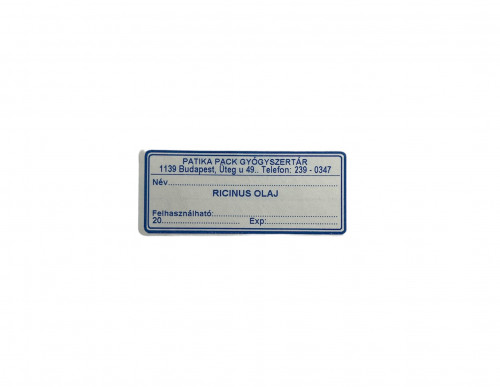 PATIKA PACK GYÓGYSZERTÁR
1139 Budapest, Üteg u 49.. Telefon: 239 - 0347
Név................................................................
RICINUS OLAJ
Felhasználható:................................................
20............................ Exp:..........................